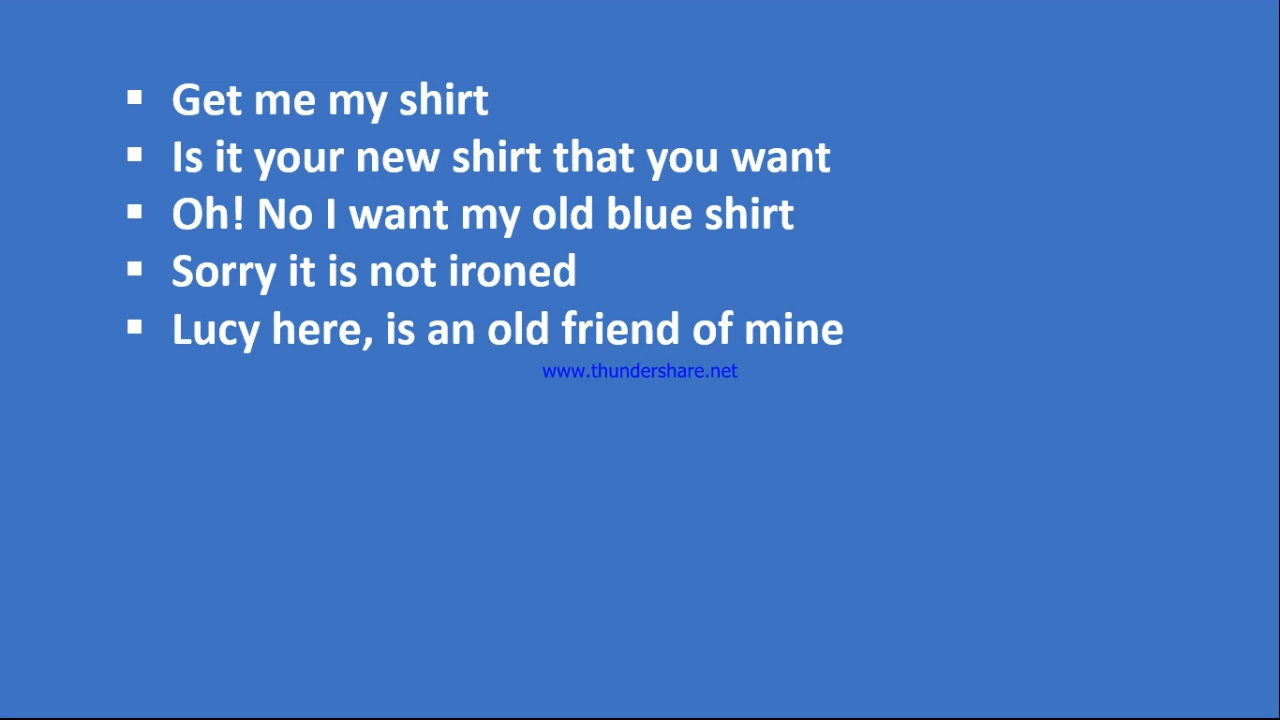 ▪ Get me my shirt
▪ Is it your new shirt that you want
▪ Oh! No I want my old blue shirt
▪ Sorry it is not ironed
▪ Lucy here, is an old friend of mine
www.thundershare.net